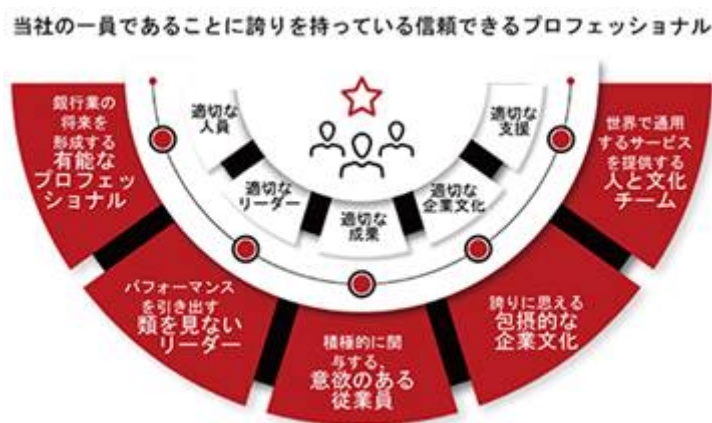 当社の一員であることに誇りを持っている信頼できるプロフェッショナル
適切な
人員
適切な
リーダー
適切な
成果
適切な
企業文化
適切な
支援
銀行業の
将来を
形成する
有能な
プロフェッ
ショナル
パフォーマンス
を引き出す
類を見ない
リーダー
積極的に関
与する、
意欲のある
従業員
誇りに思える
包摂的な
企業文化
世界で通用
するサービス
を提供する
人と文化
チーム